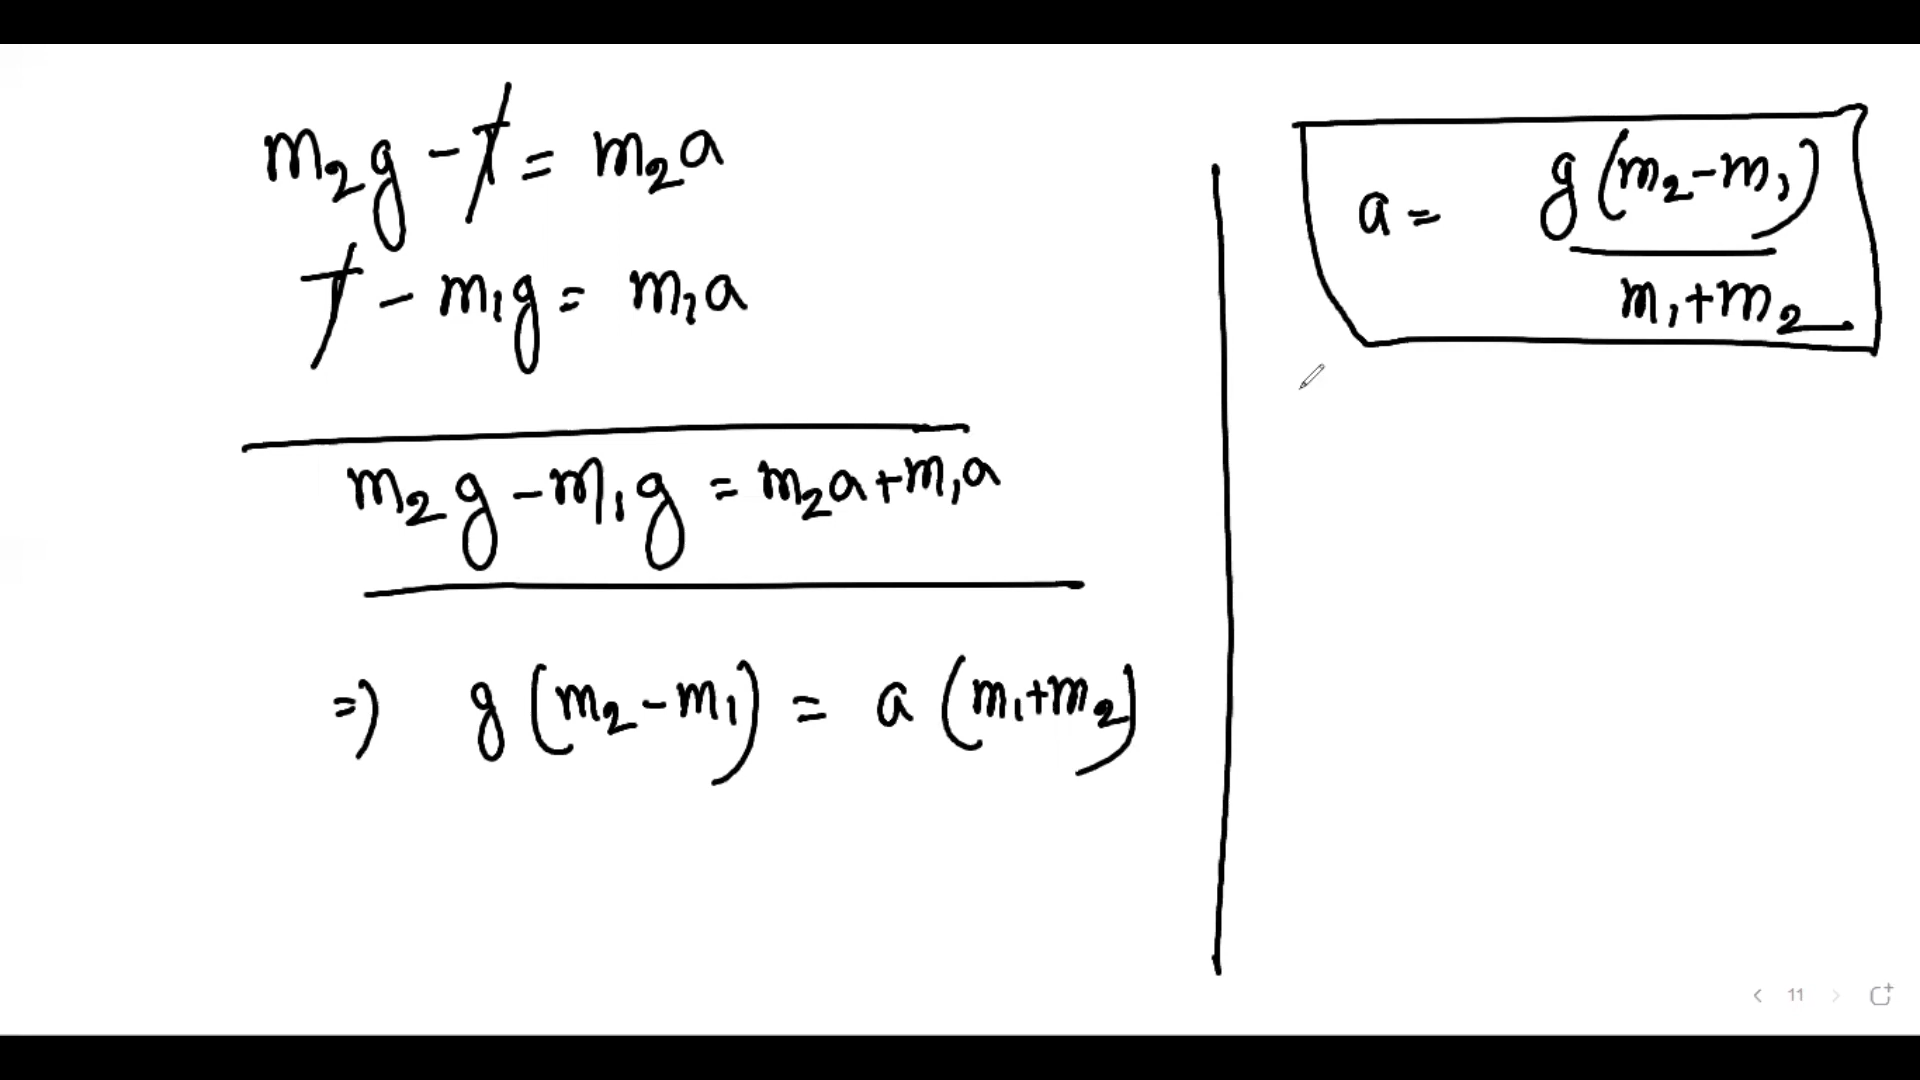 m₂g - T = m₂a
T - m₁g = m₁a
m₂g - m₁g = m₂a + m₁a
⇒ g (m₂ - m₁) = a (m₁ + m₂)
a = g (m₂ - m₁)
m₁ + m₂
11